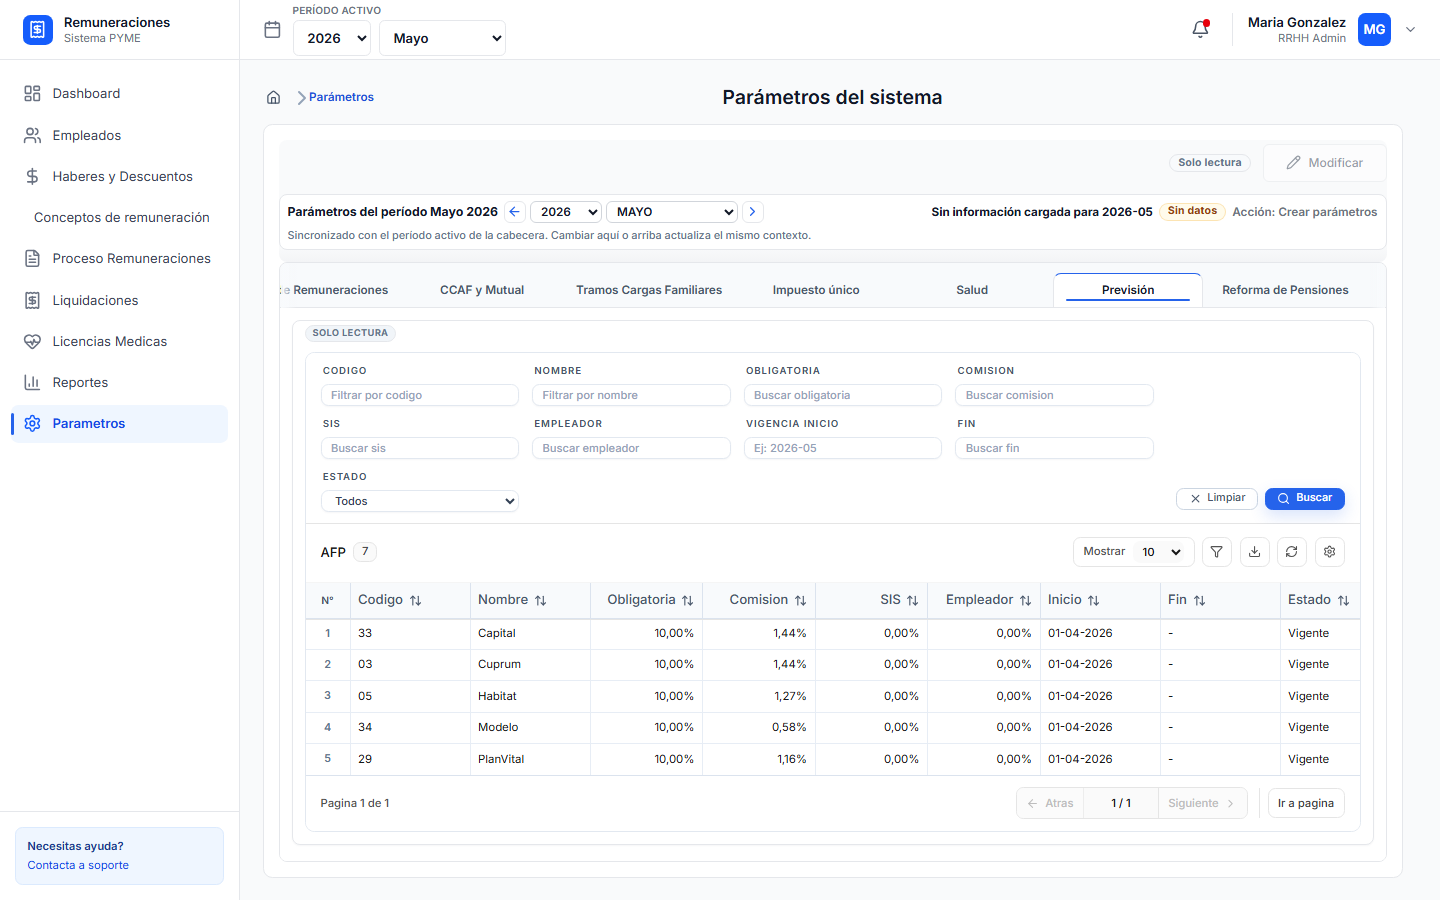 Remuneraciones
Sistema PYME
PERÍODO ACTIVO
2026 Mayo
Maria Gonzalez
RRHH Admin
MG
Dashboard
Empleados
Haberes y Descuentos
Conceptos de remuneración
Proceso Remuneraciones
Liquidaciones
Licencias Medicas
Reportes
Parametros
Necesitas ayuda?
Contacta a soporte
Parámetros
Parámetros del sistema
Solo lectura Modificar
Parámetros del período Mayo 2026 2026 MAYO
Sin información cargada para 2026-05 Sin datos Acción: Crear parámetros
Sincronizado con el período activo de la cabecera. Cambiar aquí o arriba actualiza el mismo contexto.
Remuneraciones CCAF y Mutual Tramos Cargas Familiares Impuesto único Salud Previsión Reforma de Pensiones
SOLO LECTURA
CODIGO NOMBRE OBLIGATORIA COMISION
Filtrar por codigo Filtrar por nombre Buscar obligatoria Buscar comision
SIS EMPLEADOR VIGENCIA INICIO FIN
Buscar sis Buscar empleador Ej: 2026-05 Buscar fin
ESTADO
Todos Limpiar Buscar
AFP 7 Mostrar 10
N° Codigo Nombre Obligatoria Comision SIS Empleador Inicio Fin Estado
1 33 Capital 10,00% 1,44% 0,00% 0,00% 01-04-2026 - Vigente
2 03 Cuprum 10,00% 1,44% 0,00% 0,00% 01-04-2026 - Vigente
3 05 Habitat 10,00% 1,27% 0,00% 0,00% 01-04-2026 - Vigente
4 34 Modelo 10,00% 0,58% 0,00% 0,00% 01-04-2026 - Vigente
5 29 PlanVital 10,00% 1,16% 0,00% 0,00% 01-04-2026 - Vigente
Pagina 1 de 1 Atras 1 / 1 Siguiente Ir a pagina